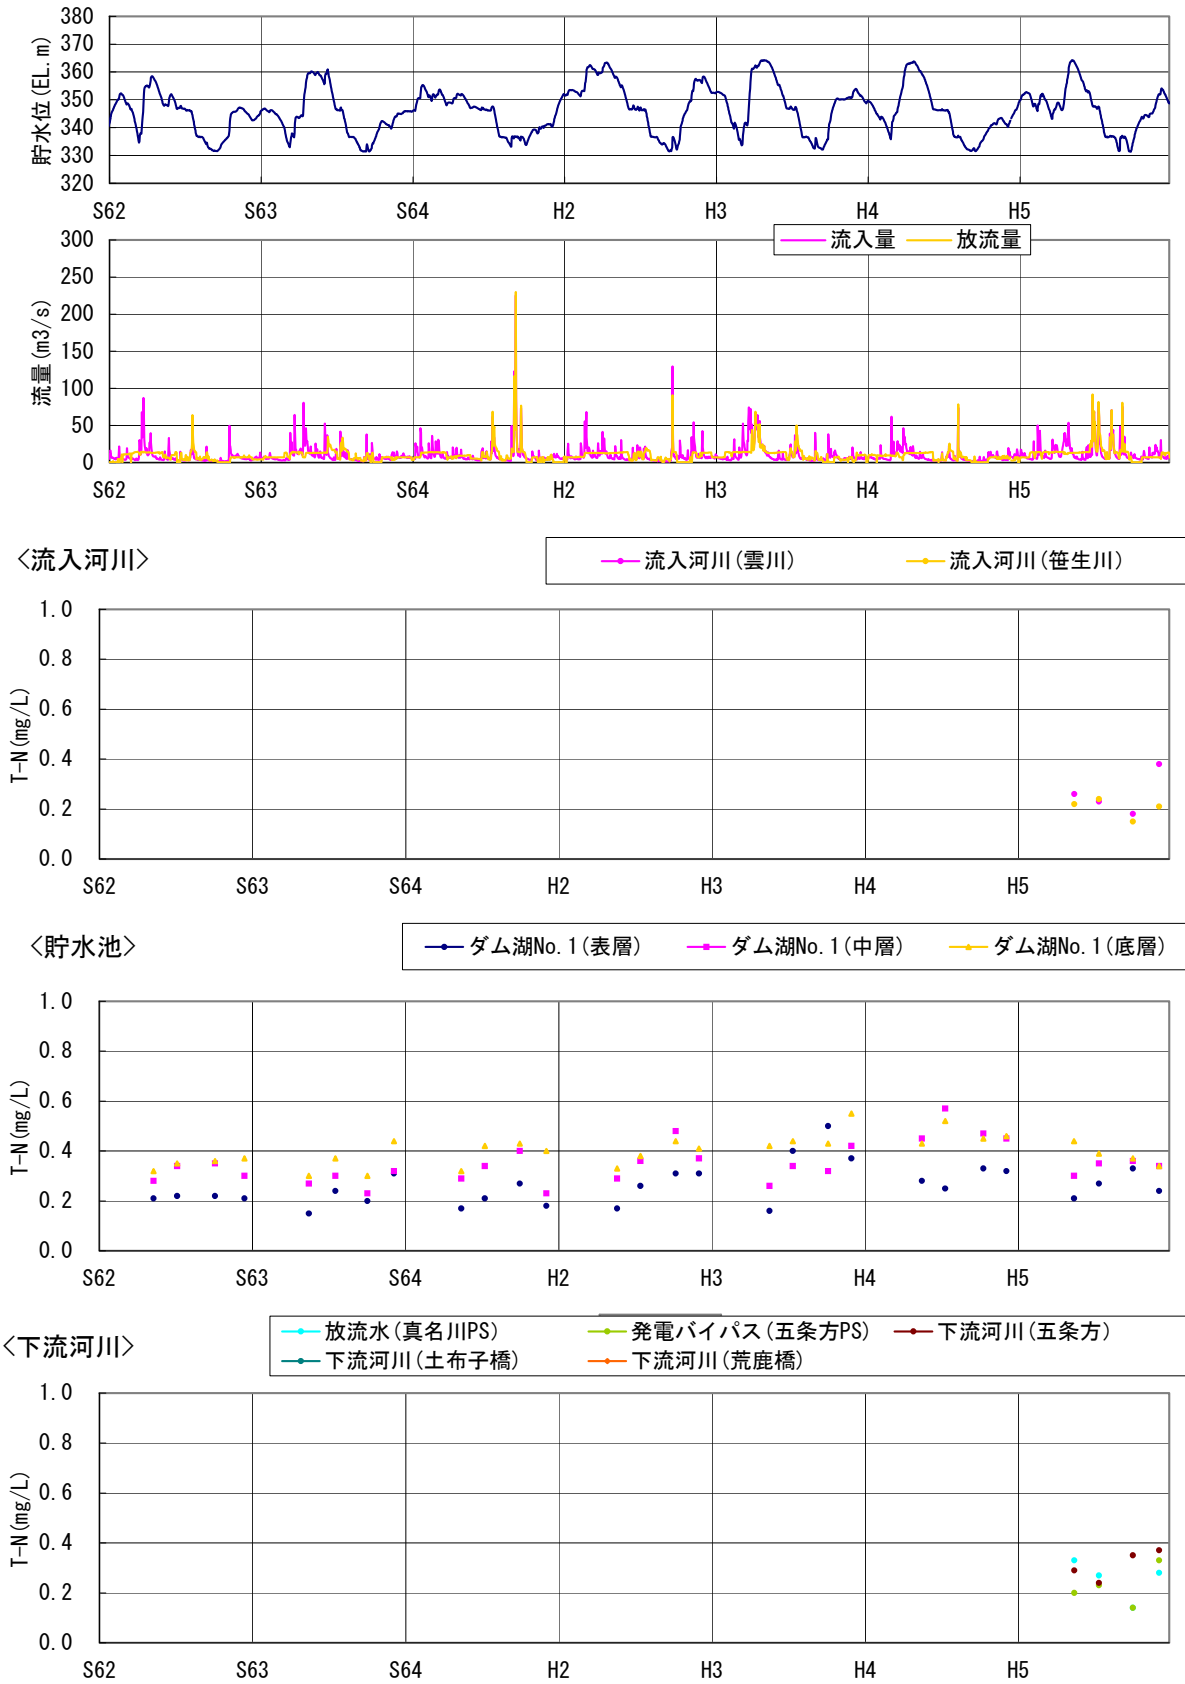 380
370
360
350
340
330
320
貯水位(EL.m)
S62 S63 S64 H2 H3 H4 H5
300
250
200
150
100
50
0
流量(m3/s)
流入量 放流量
S62 S63 S64 H2 H3 H4 H5
<流入河川>
流入河川(雲川) 流入河川(笹生川)
1.0
0.8
0.6
0.4
0.2
0.0
T-N(mg/L)
S62 S63 S64 H2 H3 H4 H5
<貯水池>
ダム湖No.1(表層) ダム湖No.1(中層) ダム湖No.1(底層)
1.0
0.8
0.6
0.4
0.2
0.0
T-N(mg/L)
S62 S63 S64 H2 H3 H4 H5
<下流河川>
放流水(真名川PS) 発電バイパス(五条方PS) 下流河川(五条方)
下流河川(土布子橋) 下流河川(荒鹿橋)
1.0
0.8
0.6
0.4
0.2
0.0
T-N(mg/L)
S62 S63 S64 H2 H3 H4 H5